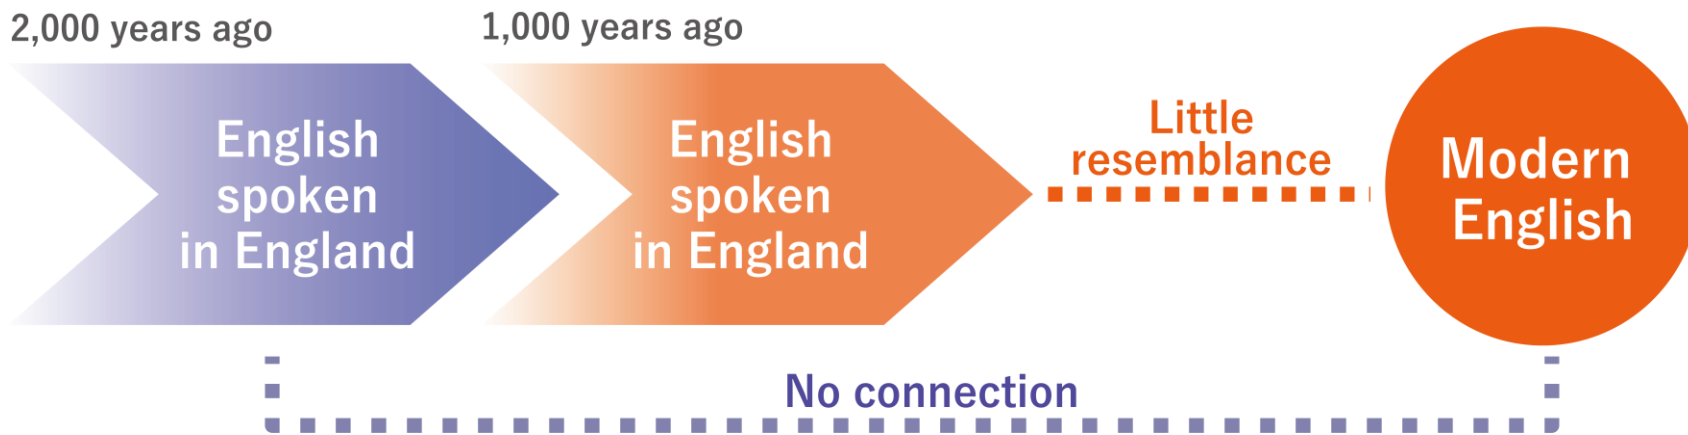 2,000 years ago
1,000 years ago
English
spoken
in England
English
spoken
in England
Little
resemblance
Modern
English
No connection